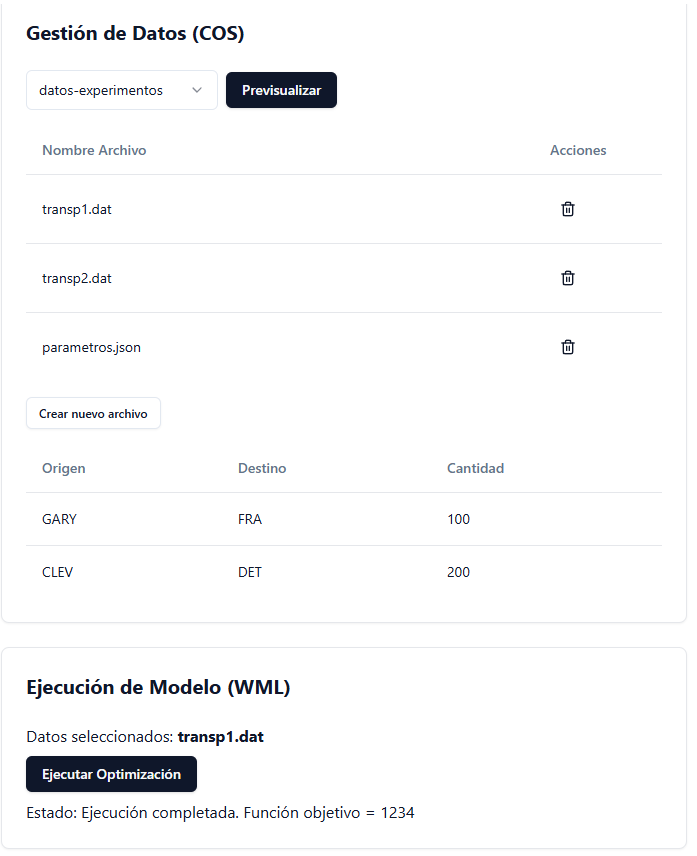 Gestión de Datos (COS)
datos-experimentos
Previsualizar
Nombre Archivo Acciones
transp1.dat
transp2.dat
parametros.json
Crear nuevo archivo
Origen Destino Cantidad
GARY FRA 100
CLEV DET 200
Ejecución de Modelo (WML)
Datos seleccionados: transp1.dat
Ejecutar Optimización
Estado: Ejecución completada. Función objetivo = 1234